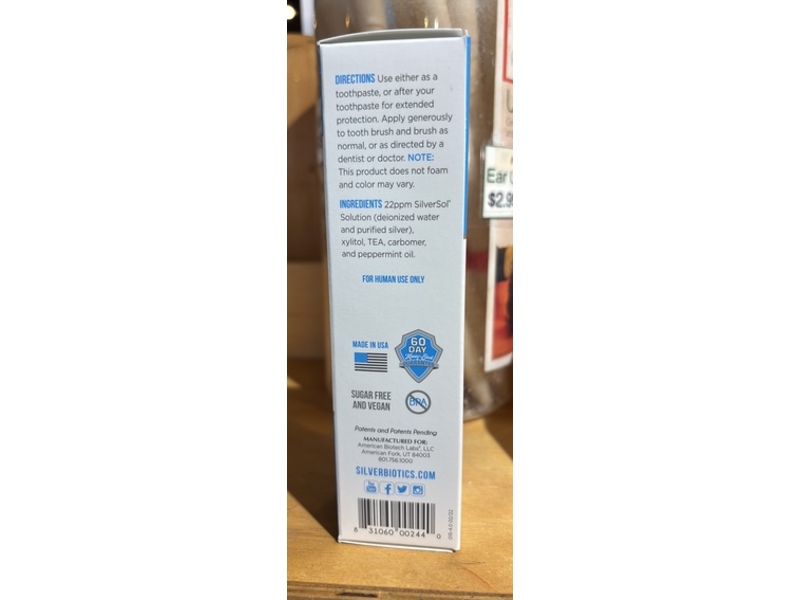 DIRECTIONS Use either as a
toothpaste, or after your
toothpaste for extended
protection. Apply generously
to tooth brush and brush as
normal, or as directed by a
dentist or doctor. NOTE:
This product does not foam
and color may vary.
INGREDIENTS 22ppm SilverSol®
Solution (deionized water
and purified silver),
xylitol, TEA, carbomer,
and peppermint oil.
FOR HUMAN USE ONLY
MADE IN USA
60
DAY
SUGAR FREE
AND VEGAN
BPA
Patents and Patents Pending
MANUFACTURED FOR:
American Biotech Labs®, LLC
American Fork, UT 84003
801.756.1000
SILVERBIOTICS.COM
You
8 31060 00244 0
Ear
$2.9